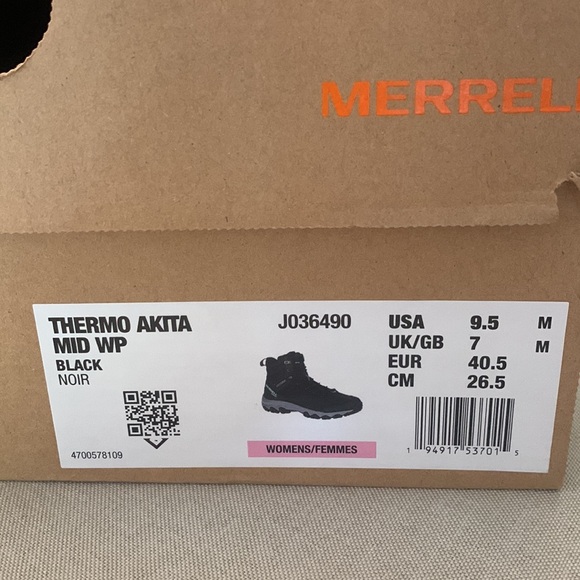 MERRELL
THERMO AKITA
MID WP
BLACK
NOIR
4700578109
J036490
WOMENS/FEMMES
USA 9.5 M
UK/GB 7 M
EUR 40.5
CM 26.5
1 94917 53701 5